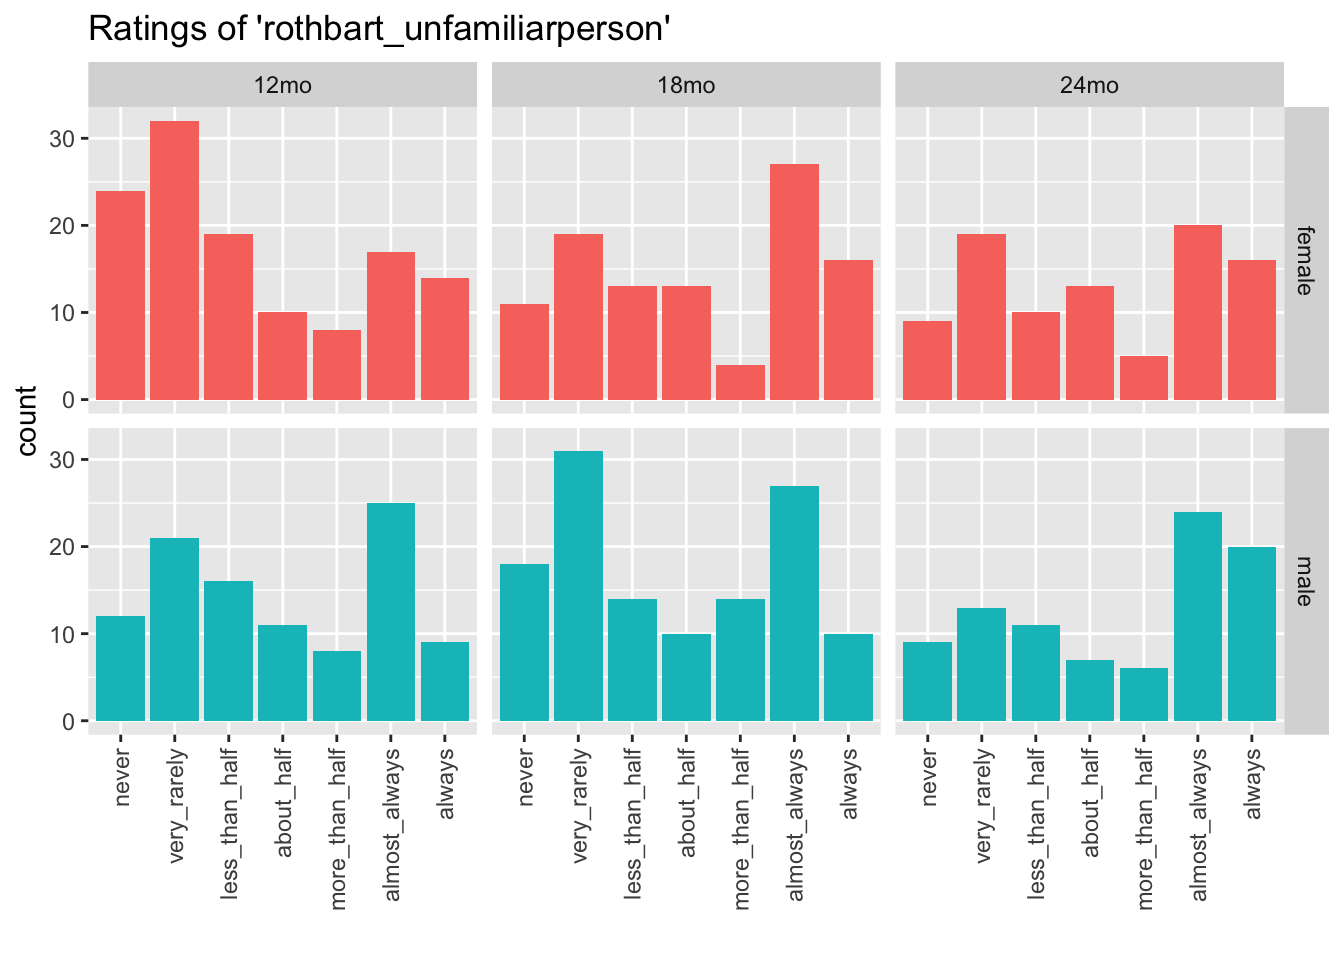 Ratings of 'rothbart_unfamiliarperson'
12mo 18mo 24mo
30
20
10
0
female
count
30
20
10
0
male
never very_rarely less_than_half about_half more_than_half almost_always always never very_rarely less_than_half about_half more_than_half almost_always always never very_rarely less_than_half about_half more_than_half almost_always always